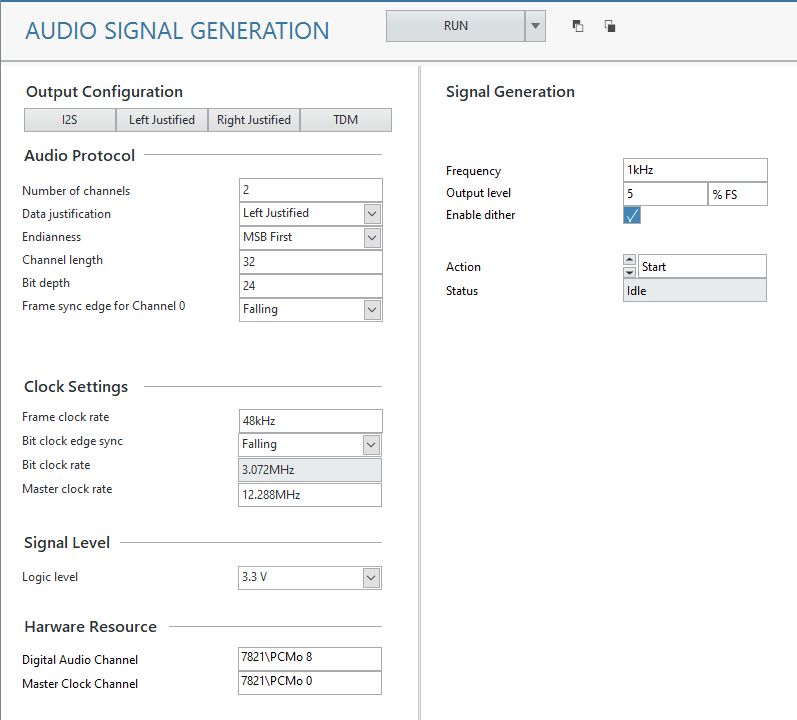 AUDIO SIGNAL GENERATION
RUN
Output Configuration
I2S Left Justified Right Justified TDM
Audio Protocol
Number of channels 2
Data justification Left Justified
Endianness MSB First
Channel length 32
Bit depth 24
Frame sync edge for Channel 0 Falling
Clock Settings
Frame clock rate 48kHz
Bit clock edge sync Falling
Bit clock rate 3.072MHz
Master clock rate 12.288MHz
Signal Level
Logic level 3.3 V
Harware Resource
Digital Audio Channel 7821\PCMo 8
Master Clock Channel 7821\PCMo 0
Signal Generation
Frequency 1kHz
Output level 5 % FS
Enable dither
Action Start
Status Idle